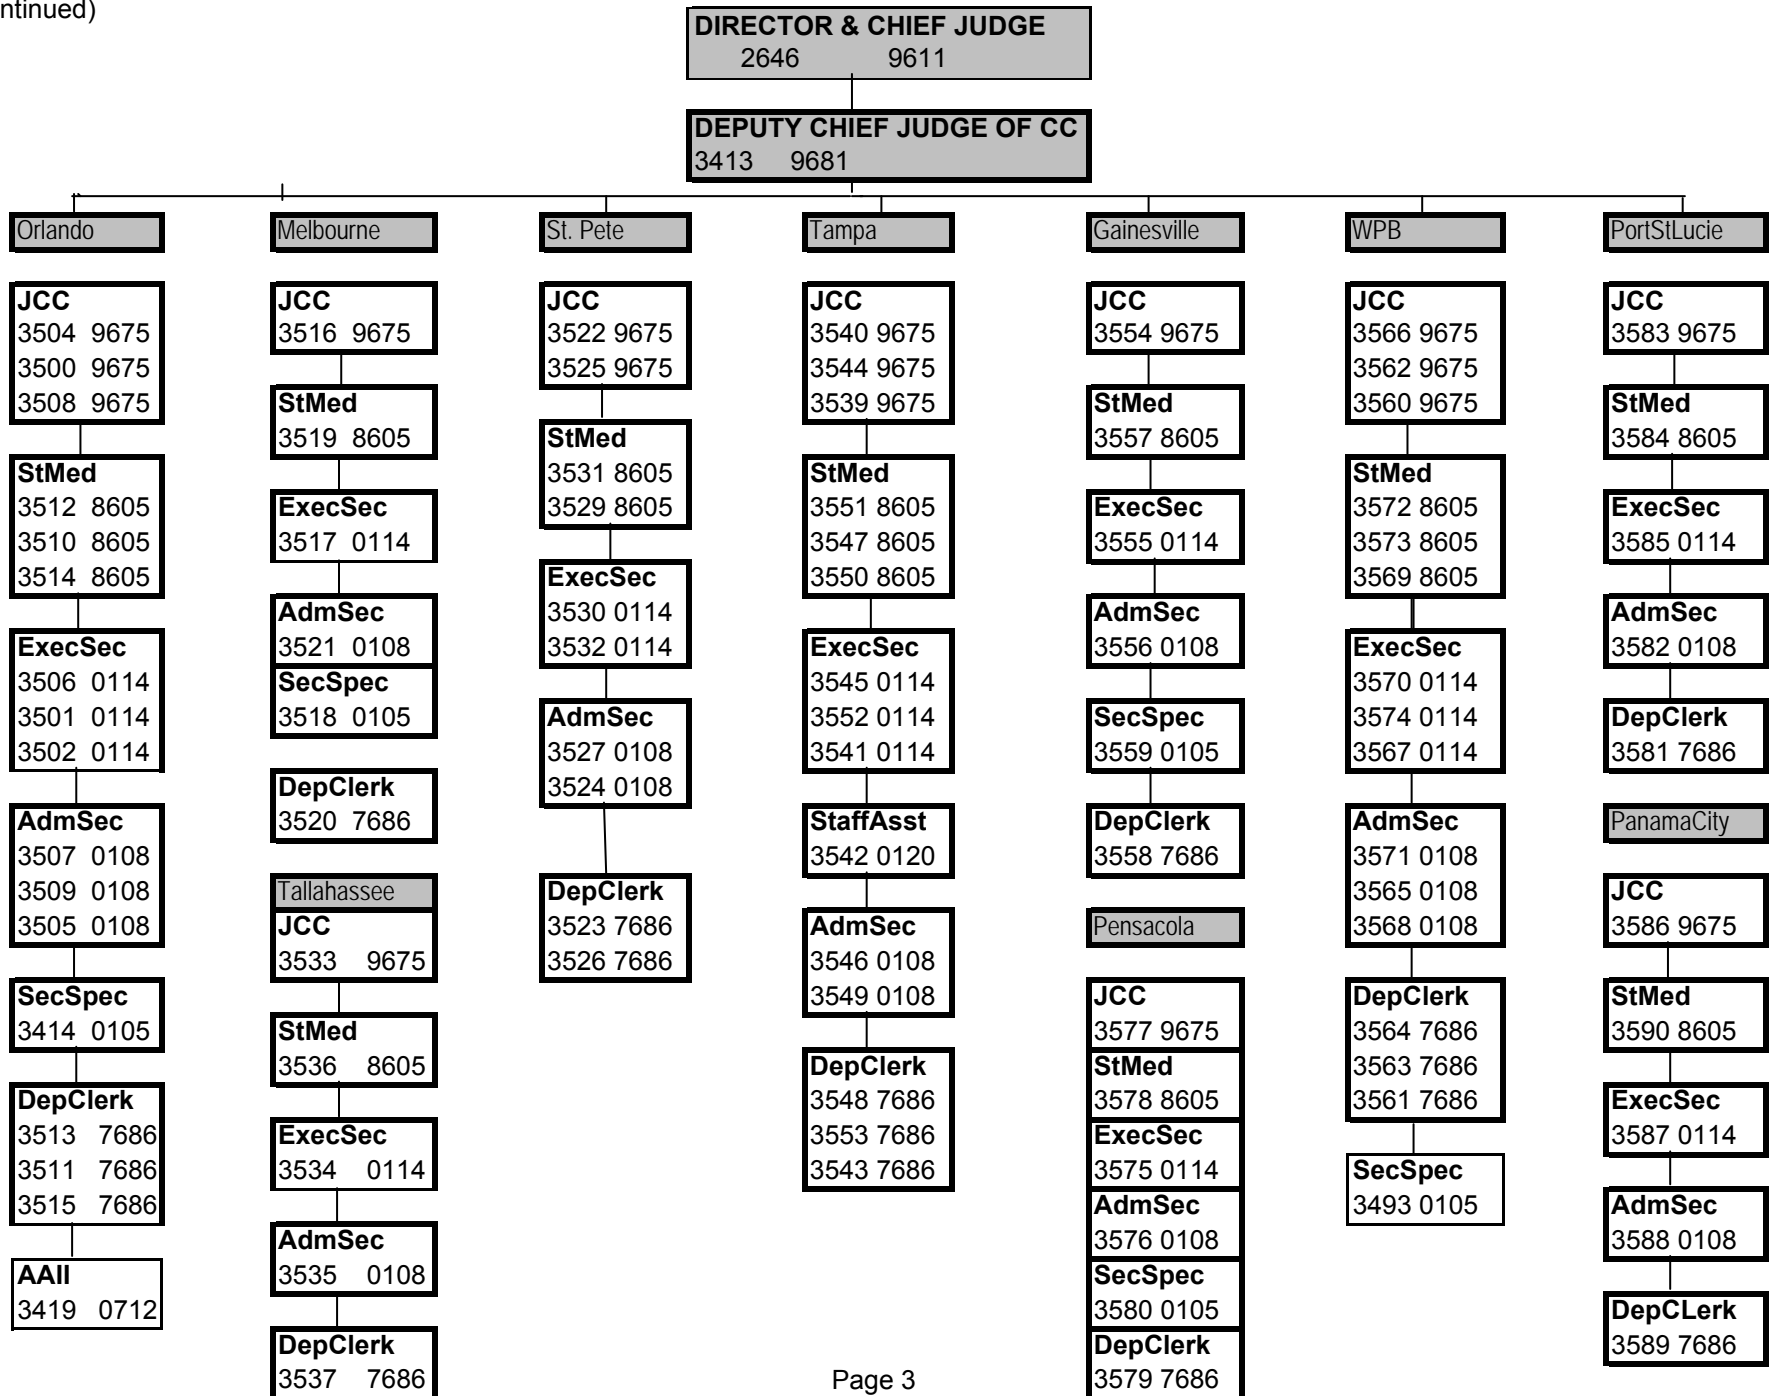 ntinued)
DIRECTOR & CHIEF JUDGE
2646 9611
DEPUTY CHIEF JUDGE OF CC
3413 9681
Orlando
JCC
3504 9675
3500 9675
3508 9675
StMed
3512 8605
3510 8605
3514 8605
ExecSec
3506 0114
3501 0114
3502 0114
AdmSec
3507 0108
3509 0108
3505 0108
SecSpec
3414 0105
DepClerk
3513 7686
3511 7686
3515 7686
AAII
3419 0712
Melbourne
JCC
3516 9675
StMed
3519 8605
ExecSec
3517 0114
AdmSec
3521 0108
SecSpec
3518 0105
DepClerk
3520 7686
Tallahassee
JCC
3533 9675
StMed
3536 8605
ExecSec
3534 0114
AdmSec
3535 0108
DepClerk
3537 7686
St. Pete
JCC
3522 9675
3525 9675
StMed
3531 8605
3529 8605
ExecSec
3530 0114
3532 0114
AdmSec
3527 0108
3524 0108
DepClerk
3523 7686
3526 7686
Tampa
JCC
3540 9675
3544 9675
3539 9675
StMed
3551 8605
3547 8605
3550 8605
ExecSec
3545 0114
3552 0114
3541 0114
StaffAsst
3542 0120
AdmSec
3546 0108
3549 0108
DepClerk
3548 7686
3553 7686
3543 7686
Gainesville
JCC
3554 9675
StMed
3557 8605
ExecSec
3555 0114
AdmSec
3556 0108
SecSpec
3559 0105
DepClerk
3558 7686
Pensacola
JCC
3577 9675
StMed
3578 8605
ExecSec
3575 0114
AdmSec
3576 0108
SecSpec
3580 0105
DepClerk
3579 7686
WPB
JCC
3566 9675
3562 9675
3560 9675
StMed
3572 8605
3573 8605
3569 8605
ExecSec
3570 0114
3574 0114
3567 0114
AdmSec
3571 0108
3565 0108
3568 0108
DepClerk
3564 7686
3563 7686
3561 7686
SecSpec
3493 0105
PortStLucie
JCC
3583 9675
StMed
3584 8605
ExecSec
3585 0114
AdmSec
3582 0108
DepClerk
3581 7686
PanamaCity
JCC
3586 9675
StMed
3590 8605
ExecSec
3587 0114
AdmSec
3588 0108
DepCLerk
3589 7686
Page 3